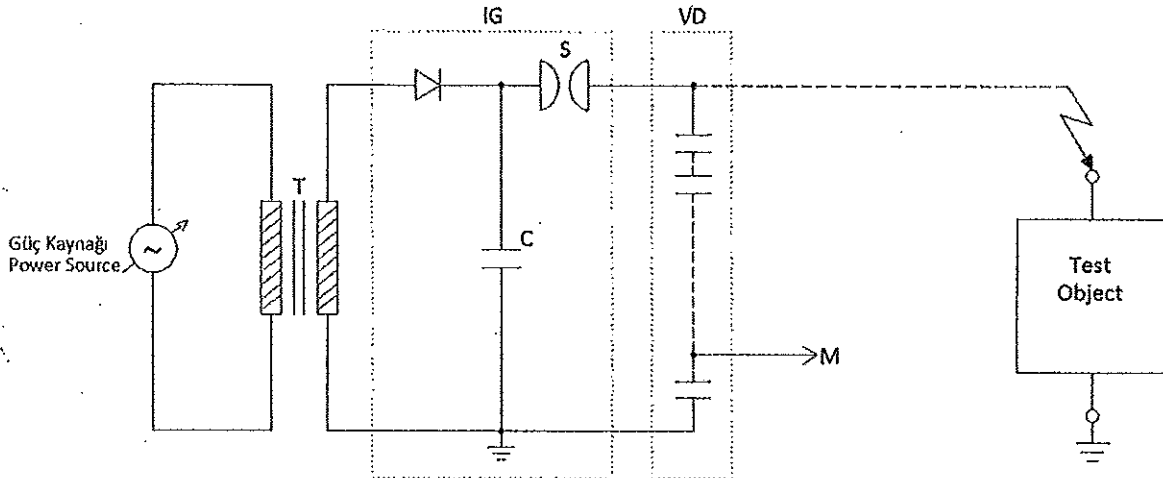 IG
VD
S
T
C
Güç Kaynağı
Power Source
~
M
Test
Object